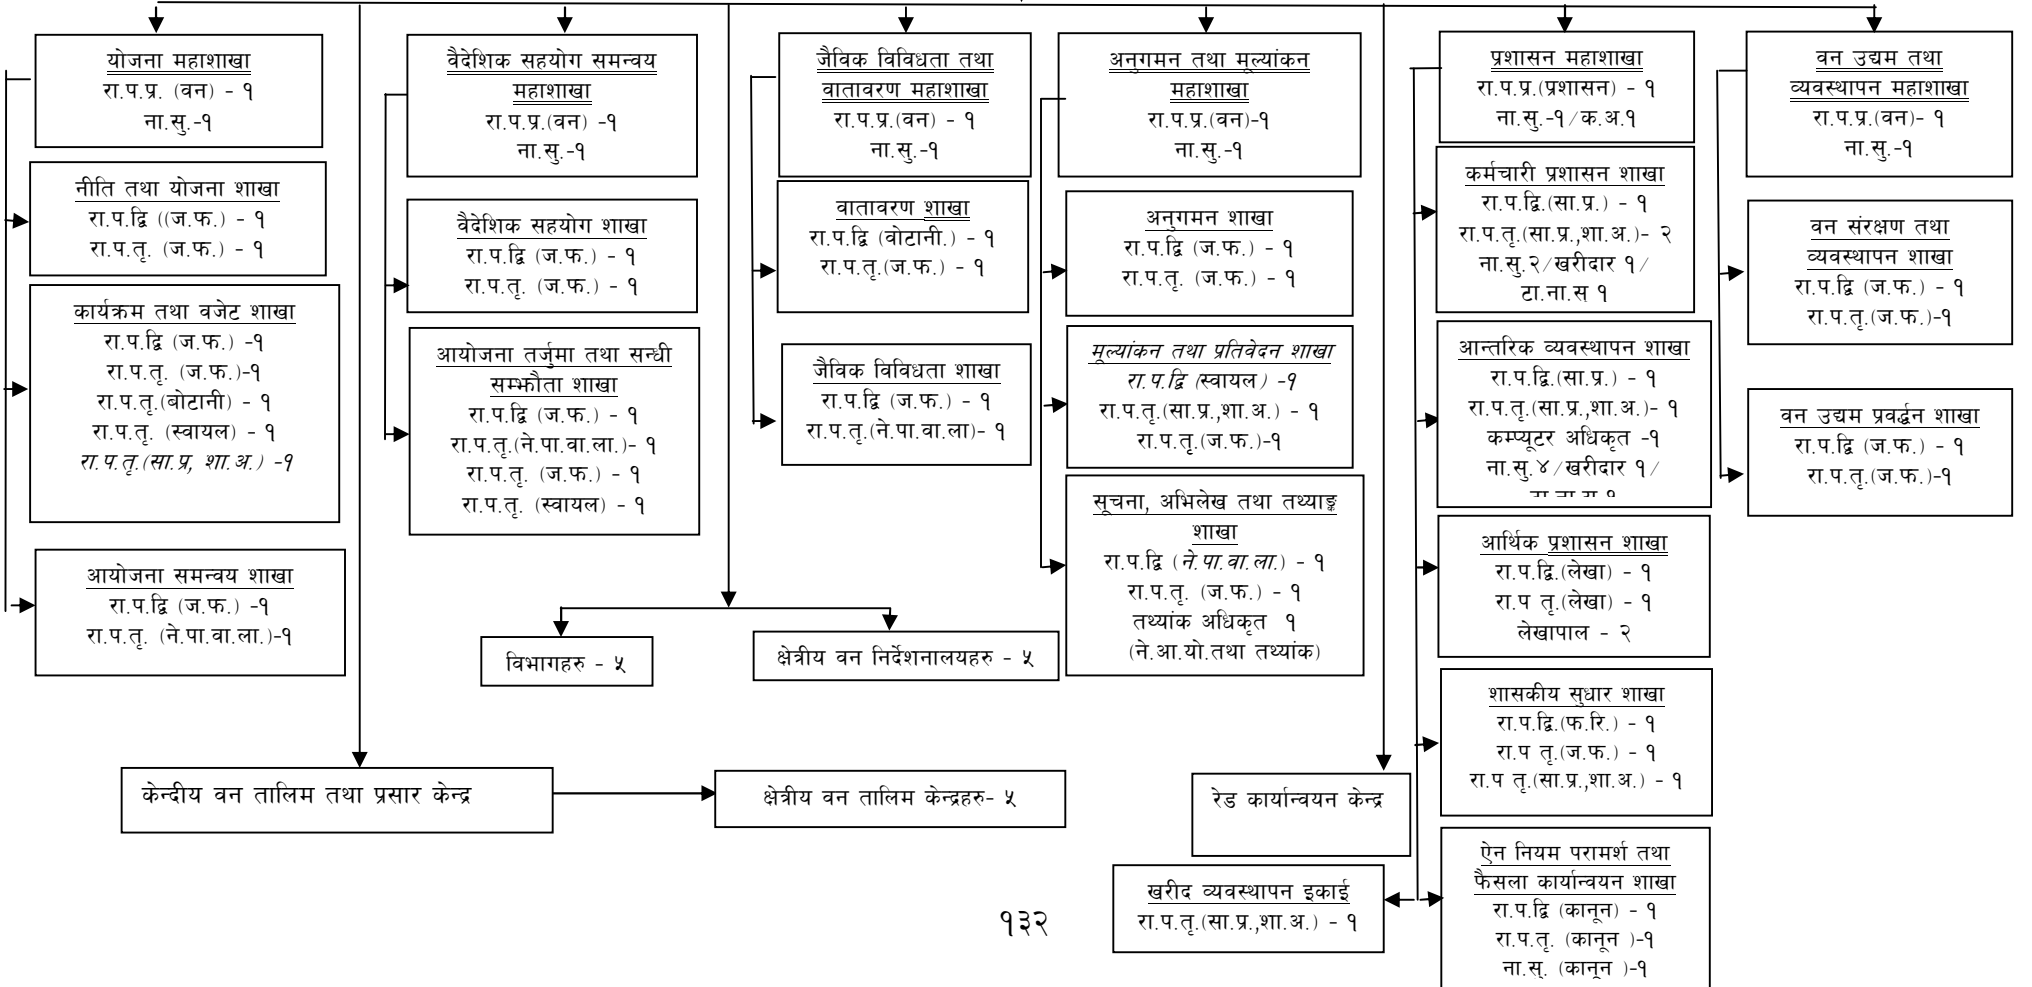 योजना महाशाखा
रा.प.प्र. (वन) - १
ना.सु.-१
नीति तथा योजना शाखा
रा.प.द्वि ((ज.फ.) - १
रा.प.तृ. (ज.फ.) - १
कार्यक्रम तथा वजेट शाखा
रा.प.द्वि (ज.फ.) -१
रा.प.तृ. (ज.फ.)-१
रा.प.तृ.(बोटानी) - १
रा.प.तृ. (स्वायल) - १
रा.प.तृ.(सा.प्र, शा.अ.) -१
आयोजना समन्वय शाखा
रा.प.द्वि (ज.फ.) -१
रा.प.तृ. (ने.पा.वा.ला.)-१
वैदेशिक सहयोग समन्वय
महाशाखा
रा.प.प्र.(वन) -१
ना.सु.-१
वैदेशिक सहयोग शाखा
रा.प.द्वि (ज.फ.) - १
रा.प.तृ. (ज.फ.) - १
आयोजना तर्जुमा तथा सन्धी
सम्झौता शाखा
रा.प.द्वि (ज.फ.) - १
रा.प.तृ.(ने.पा.वा.ला.)- १
रा.प.तृ. (ज.फ.) - १
रा.प.तृ. (स्वायल) - १
जैविक विविधता तथा
वातावरण महाशाखा
रा.प.प्र.(वन) - १
ना.सु.-१
वातावरण शाखा
रा.प.द्वि (वोटानी.) - १
रा.प.तृ.(ज.फ.) - १
जैविक विविधता शाखा
रा.प.द्वि (ज.फ.) - १
रा.प.तृ.(ने.पा.वा.ला)- १
अनुगमन तथा मूल्यांकन
महाशाखा
रा.प.प्र.(वन)-१
ना.सु.-१
अनुगमन शाखा
रा.प.द्वि (ज.फ.) - १
रा.प.तृ. (ज.फ.) - १
मूल्यांकन तथा प्रतिवेदन शाखा
रा.प.द्वि (स्वायल) -१
रा.प.तृ.(सा.प्र.,शा.अ.) - १
रा.प.तृ.(ज.फ.)-१
सूचना, अभिलेख तथा तथ्याङ्क
शाखा
रा.प.द्वि (ने.पा.वा.ला.) - १
रा.प.तृ. (ज.फ.) - १
तथ्यांक अधिकृत १
(ने.आ.यो.तथा तथ्यांक)
प्रशासन महाशाखा
रा.प.प्र.(प्रशासन) - १
ना.सु.-१/क.अ.१
कर्मचारी प्रशासन शाखा
रा.प.द्वि.(सा.प्र.) - १
रा.प.तृ.(सा.प्र.,शा.अ.)- २
ना.सु.२/खरीदार १/
टा.ना.स १
आन्तरिक व्यवस्थापन शाखा
रा.प.द्वि.(सा.प्र.) - १
रा.प.तृ.(सा.प्र.,शा.अ.)- १
कम्प्यूटर अधिकृत -१
ना.सु.४/खरीदार १/
आर्थिक प्रशासन शाखा
रा.प.द्वि.(लेखा) - १
रा.प तृ.(लेखा) - १
लेखापाल - २
शासकीय सुधार शाखा
रा.प.द्वि.(फ.रि.) - १
रा.प तृ.(ज.फ.) - १
रा.प तृ.(सा.प्र.,शा.अ.) - १
ऐन नियम परामर्श तथा
फैसला कार्यान्वयन शाखा
रा.प.द्वि (कानून) - १
रा.प.तृ. (कानून )-१
ना.स्. (कानून )-१
वन उद्यम तथा
व्यवस्थापन महाशाखा
रा.प.प्र.(वन)- १
ना.सु.-१
वन संरक्षण तथा
व्यवस्थापन शाखा
रा.प.द्वि (ज.फ.) - १
रा.प.तृ.(ज.फ.)-१
वन उद्यम प्रवर्द्धन शाखा
रा.प.द्वि (ज.फ.) - १
रा.प.तृ.(ज.फ.)-१
विभागहरु - ५
क्षेत्रीय वन निर्देशनालयहरु - ५
केन्दीय वन तालिम तथा प्रसार केन्द्र
क्षेत्रीय वन तालिम केन्द्रहरु- ५
रेड कार्यान्वयन केन्द्र
खरीद व्यवस्थापन इकाई
रा.प.तृ.(सा.प्र.,शा.अ.) - १
१३२